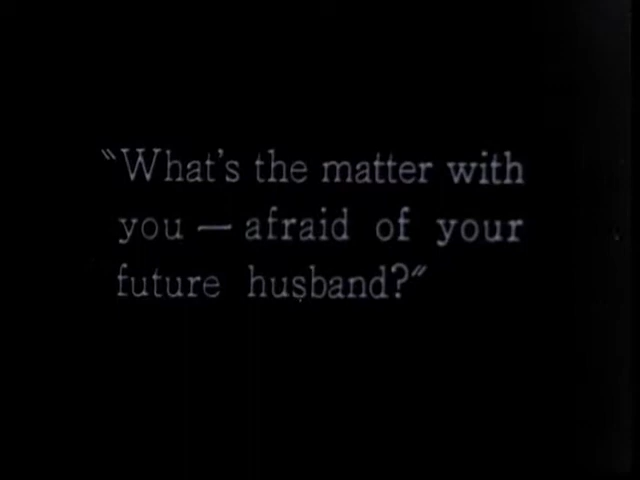 "What's the matter with
you — afraid of your
future husband?"